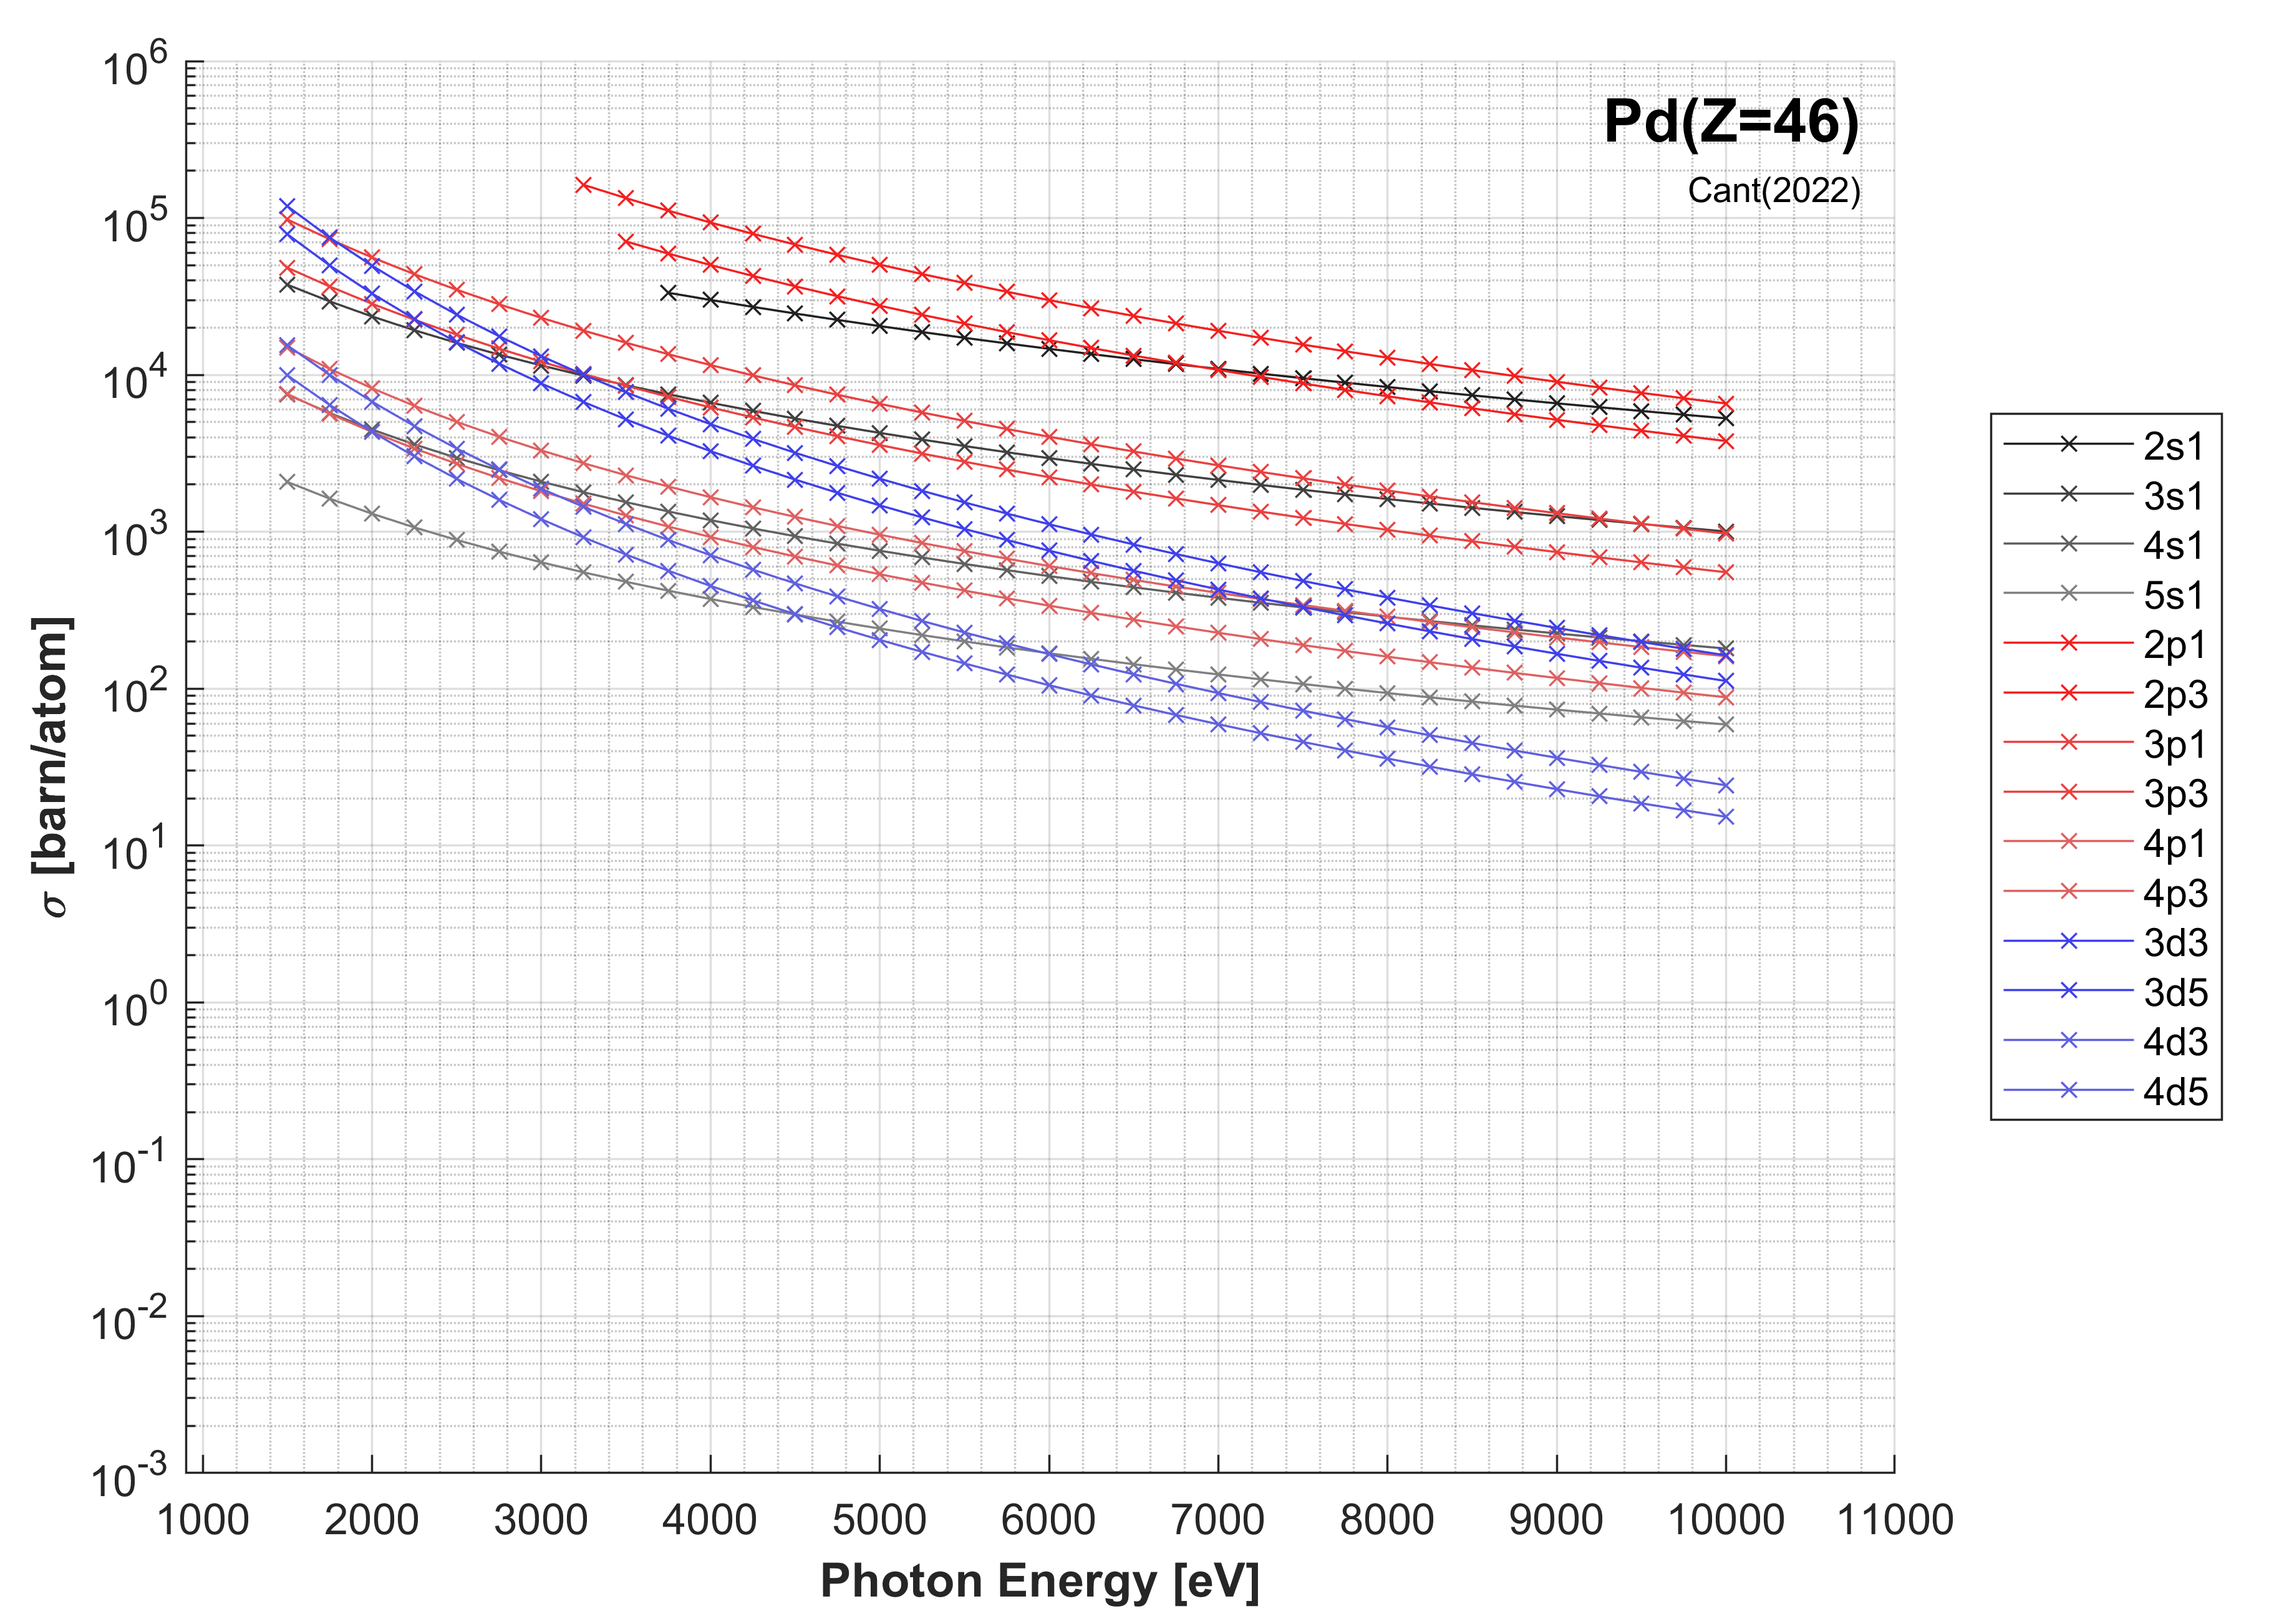 Pd(Z=46)
Cant(2022)
10^6
10^5
10^4
10^3
10^2
10^1
10^0
10^-1
10^-2
10^-3
σ [barn/atom]
1000 2000 3000 4000 5000 6000 7000 8000 9000 10000 11000
Photon Energy [eV]
2s1
3s1
4s1
5s1
2p1
2p3
3p1
3p3
4p1
4p3
3d3
3d5
4d3
4d5